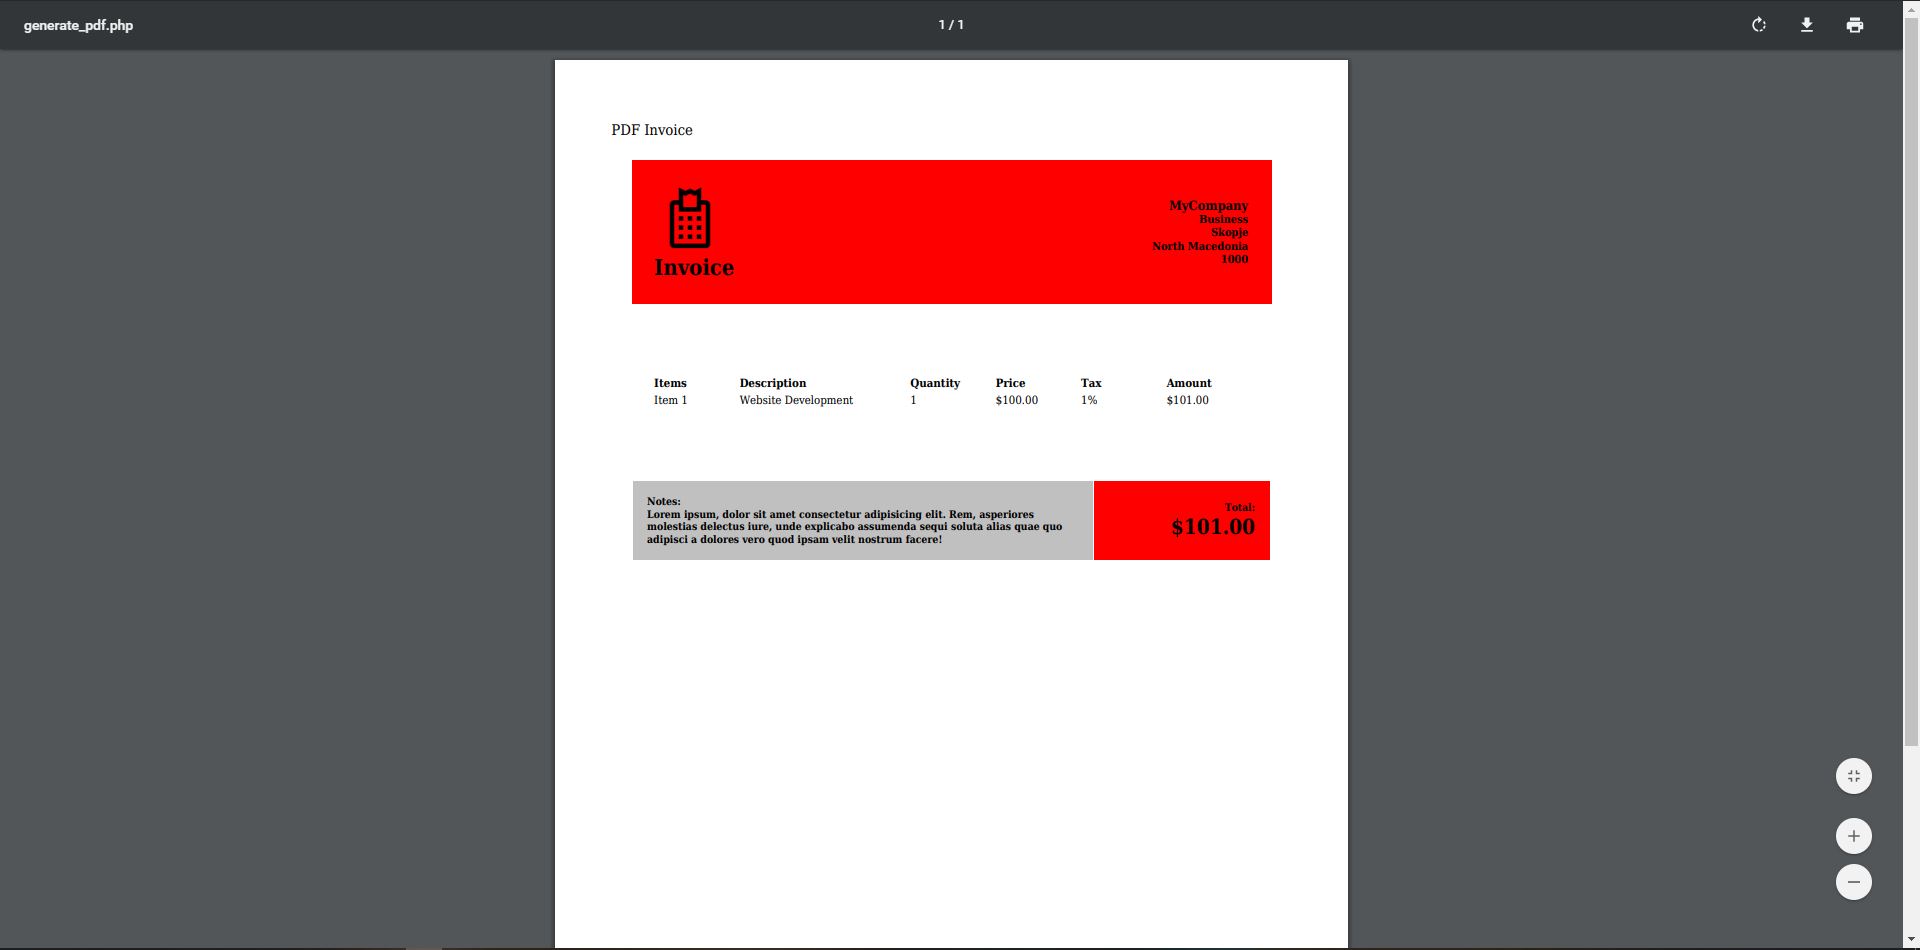 generate_pdf.php
1 / 1
PDF Invoice
Invoice
MyCompany
Business
Skopje
North Macedonia
1000
Items Description Quantity Price Tax Amount
Item 1 Website Development 1 $100.00 1% $101.00
Notes:
Lorem ipsum, dolor sit amet consectetur adipisicing elit. Rem, asperiores
molestias delectus iure, unde explicabo assumenda sequi soluta alias quae quo
adipisci a dolores vero quod ipsam velit nostrum facere!
Total:
$101.00